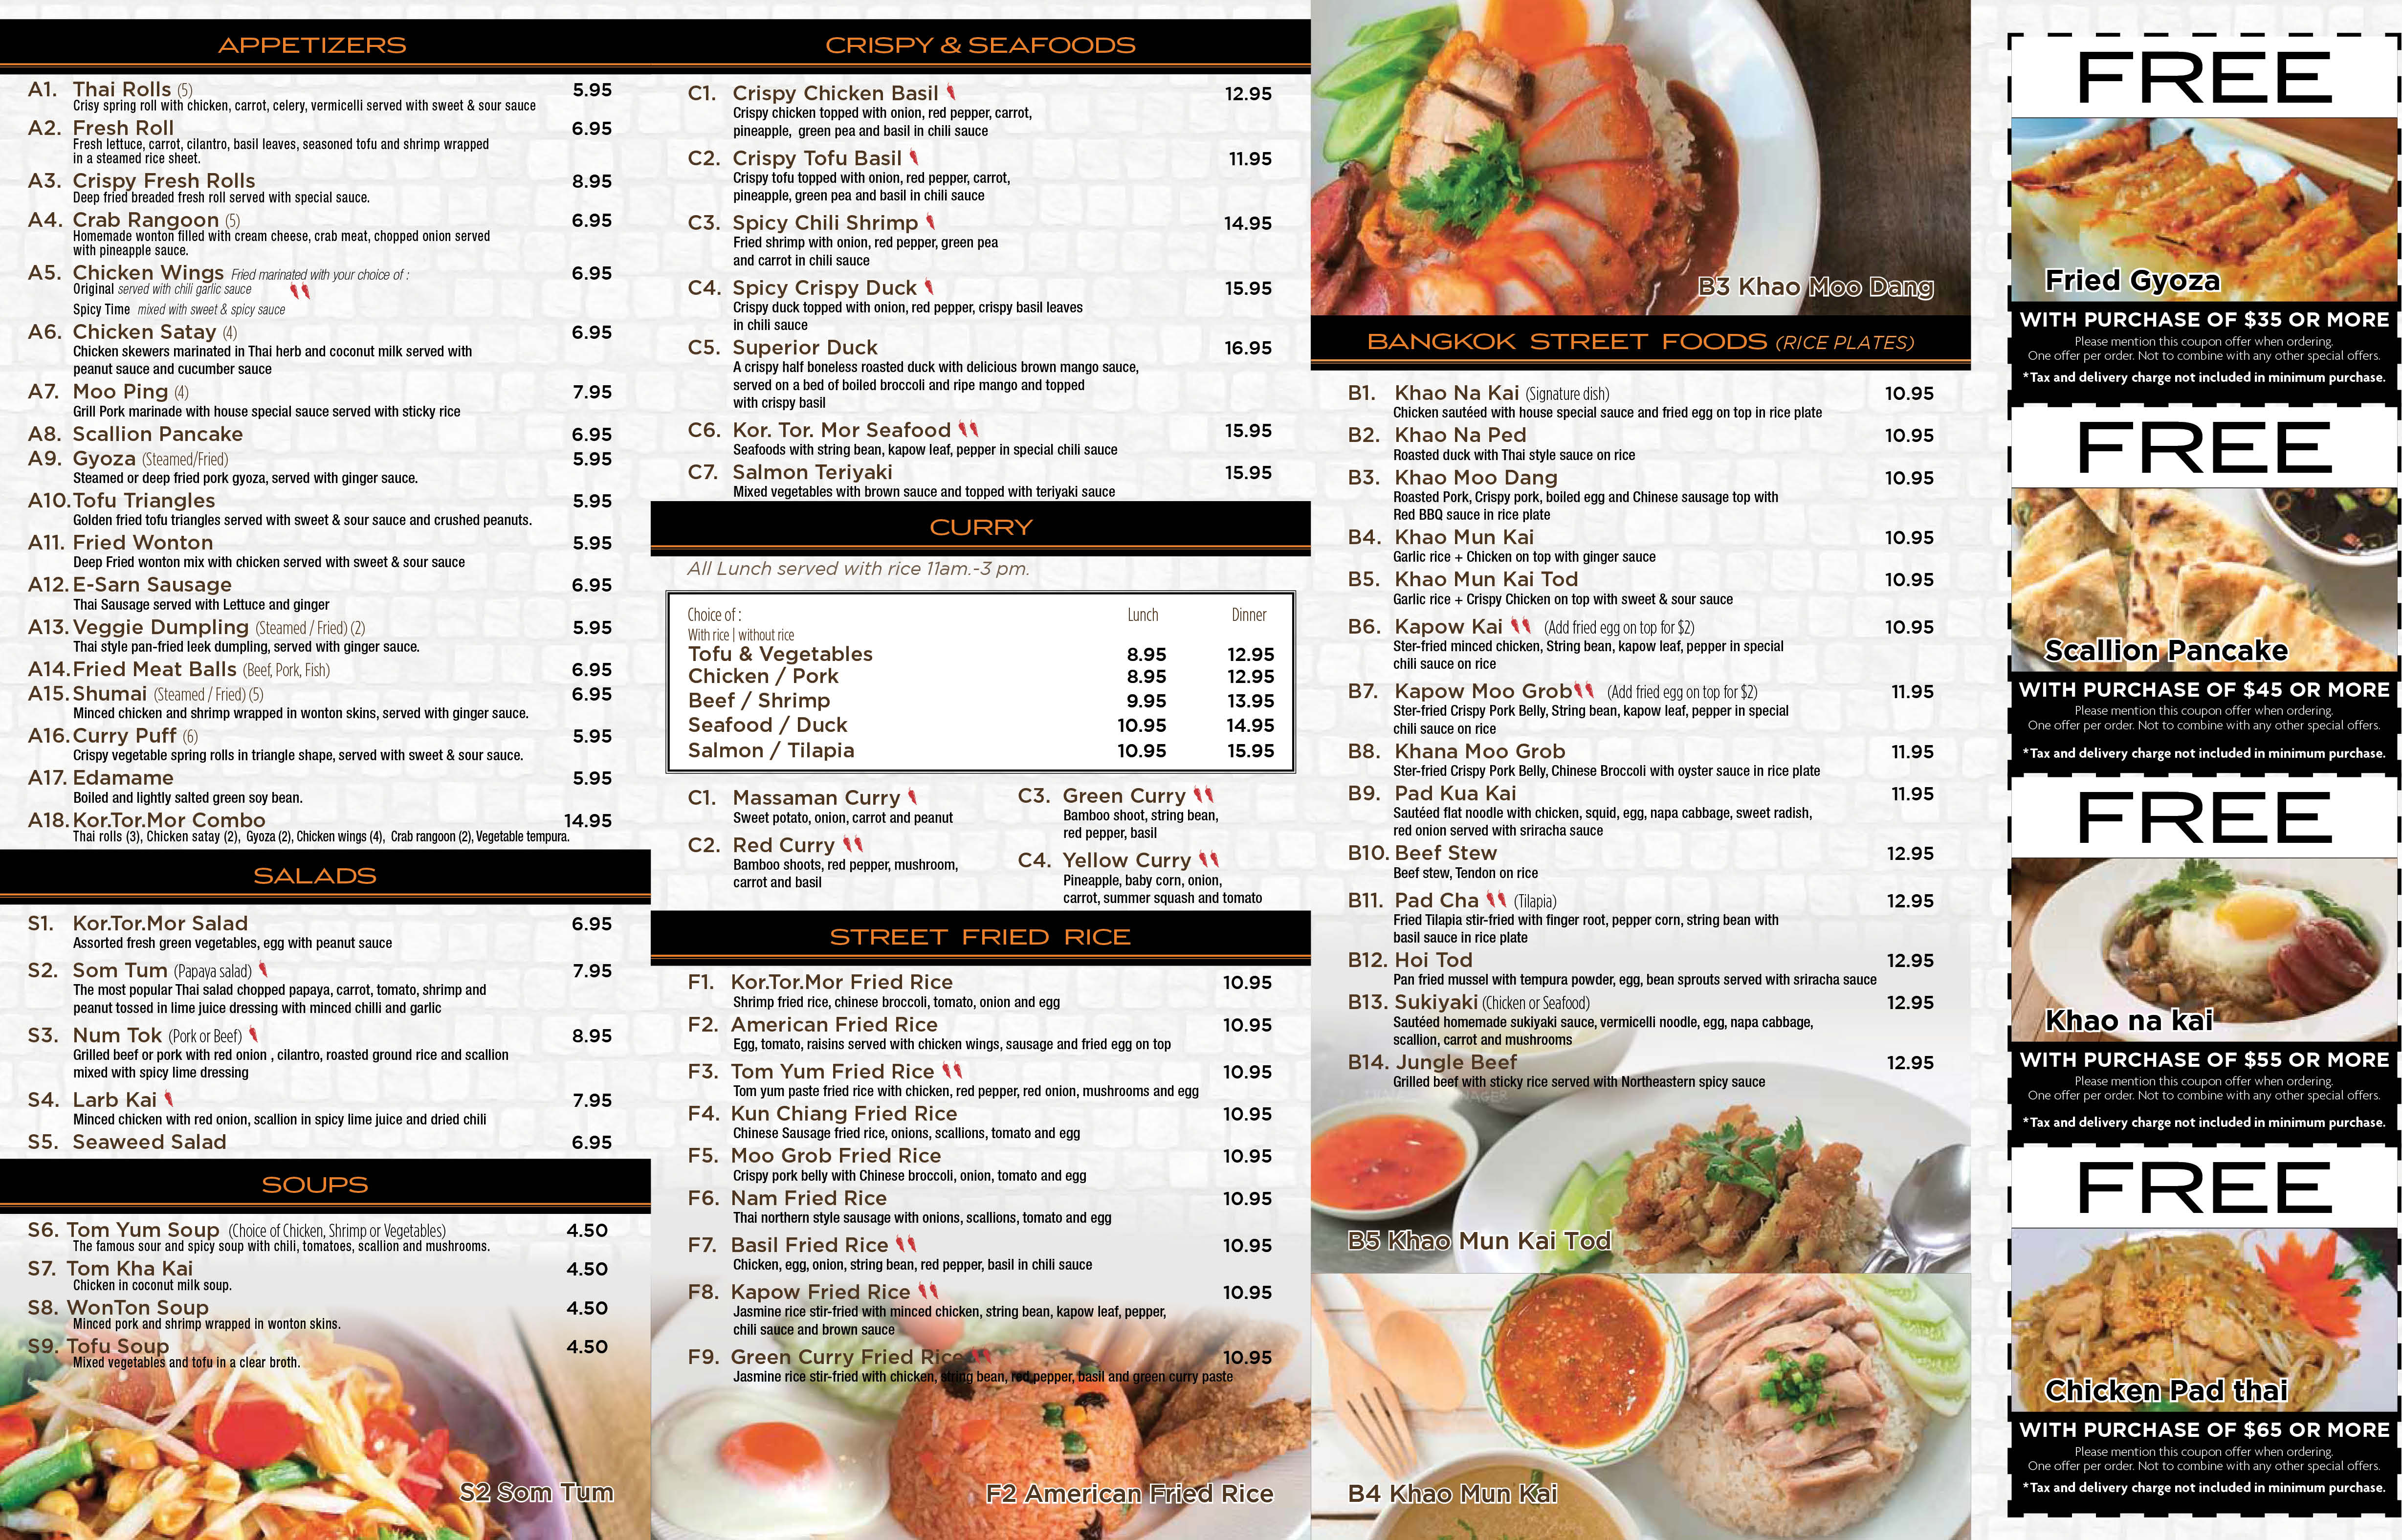 APPETIZERS
A1. Thai Rolls (5) 5.95
Crisy spring roll with chicken, carrot, celery, vermicelli served with sweet & sour sauce
A2. Fresh Roll 6.95
Fresh lettuce, carrot, cilantro, basil leaves, seasoned tofu and shrimp wrapped
in a steamed rice sheet.
A3. Crispy Fresh Rolls 8.95
Deep fried breaded fresh roll served with special sauce.
A4. Crab Rangoon (5) 6.95
Homemade wonton filled with cream cheese, crab meat, chopped onion served
with pineapple sauce.
A5. Chicken Wings Fried marinated with your choice of : 6.95
Original served with chili garlic sauce
Spicy Time mixed with sweet & spicy sauce
A6. Chicken Satay (4) 6.95
Chicken skewers marinated in Thai herb and coconut milk served with
peanut sauce and cucumber sauce
A7. Moo Ping (4) 7.95
Grill Pork marinade with house special sauce served with sticky rice
A8. Scallion Pancake 6.95
A9. Gyoza (Steamed/Fried) 5.95
Steamed or deep fried pork gyoza, served with ginger sauce.
A10. Tofu Triangles 5.95
Golden fried tofu triangles served with sweet & sour sauce and crushed peanuts.
A11. Fried Wonton 5.95
Deep Fried wonton mix with chicken served with sweet & sour sauce
A12. E-Sarn Sausage 6.95
Thai Sausage served with Lettuce and ginger
A13. Veggie Dumpling (Steamed / Fried) (2) 5.95
Thai style pan-fried leek dumpling, served with ginger sauce.
A14. Fried Meat Balls (Beef, Pork, Fish) 6.95
A15. Shumai (Steamed / Fried) (5) 6.95
Minced chicken and shrimp wrapped in wonton skins, served with ginger sauce.
A16. Curry Puff (6) 5.95
Crispy vegetable spring rolls in triangle shape, served with sweet & sour sauce.
A17. Edamame 5.95
Boiled and lightly salted green soy bean.
A18. Kor.Tor.Mor Combo 14.95
Thai rolls (3), Chicken satay (2), Gyoza (2), Chicken wings (4), Crab rangoon (2), Vegetable tempura.
SALADS
S1. Kor.Tor.Mor Salad 6.95
Assorted fresh green vegetables, egg with peanut sauce
S2. Som Tum (Papaya salad) 7.95
The most popular Thai salad chopped papaya, carrot, tomato, shrimp and
peanut tossed in lime juice dressing with minced chilli and garlic
S3. Num Tok (Pork or Beef) 8.95
Grilled beef or pork with red onion , cilantro, roasted ground rice and scallion
mixed with spicy lime dressing
S4. Larb Kai 7.95
Minced chicken with red onion, scallion in spicy lime juice and dried chili
S5. Seaweed Salad 6.95
SOUPS
S6. Tom Yum Soup (Choice of Chicken, Shrimp or Vegetables) 4.50
The famous sour and spicy soup with chili, tomatoes, scallion and mushrooms.
S7. Tom Kha Kai 4.50
Chicken in coconut milk soup.
S8. WonTon Soup 4.50
Minced pork and shrimp wrapped in wonton skins.
S9. Tofu Soup 4.50
Mixed vegetables and tofu in a clear broth.
S2 Som Tum
CRISPY & SEAFOODS
C1. Crispy Chicken Basil 12.95
Crispy chicken topped with onion, red pepper, carrot,
pineapple, green pea and basil in chili sauce
C2. Crispy Tofu Basil 11.95
Crispy tofu topped with onion, red pepper, carrot,
pineapple, green pea and basil in chili sauce
C3. Spicy Chili Shrimp 14.95
Fried shrimp with onion, red pepper, green pea
and carrot in chili sauce
C4. Spicy Crispy Duck 15.95
Crispy duck topped with onion, red pepper, crispy basil leaves
in chili sauce
C5. Superior Duck 16.95
A crispy half boneless roasted duck with delicious brown mango sauce,
served on a bed of boiled broccoli and ripe mango and topped
with crispy basil
C6. Kor. Tor. Mor Seafood 15.95
Seafoods with string bean, kapow leaf, pepper in special chili sauce
C7. Salmon Teriyaki 15.95
Mixed vegetables with brown sauce and topped with teriyaki sauce
CURRY
All Lunch served with rice 11am.-3 pm.
Choice of : Lunch Dinner
With rice | without rice
Tofu & Vegetables 8.95 12.95
Chicken / Pork 8.95 12.95
Beef / Shrimp 9.95 13.95
Seafood / Duck 10.95 14.95
Salmon / Tilapia 10.95 15.95
C1. Massaman Curry
Sweet potato, onion, carrot and peanut
C2. Red Curry
Bamboo shoots, red pepper, mushroom,
carrot and basil
C3. Green Curry
Bamboo shoot, string bean,
red pepper, basil
C4. Yellow Curry
Pineapple, baby corn, onion,
carrot, summer squash and tomato
STREET FRIED RICE
F1. Kor.Tor.Mor Fried Rice 10.95
Shrimp fried rice, chinese broccoli, tomato, onion and egg
F2. American Fried Rice 10.95
Egg, tomato, raisins served with chicken wings, sausage and fried egg on top
F3. Tom Yum Fried Rice 10.95
Tom yum paste fried rice with chicken, red pepper, red onion, mushrooms and egg
F4. Kun Chiang Fried Rice 10.95
Chinese Sausage fried rice, onions, scallions, tomato and egg
F5. Moo Grob Fried Rice 10.95
Crispy pork belly with Chinese broccoli, onion, tomato and egg
F6. Nam Fried Rice 10.95
Thai northern style sausage with onions, scallions, tomato and egg
F7. Basil Fried Rice 10.95
Chicken, egg, onion, string bean, red pepper, basil in chili sauce
F8. Kapow Fried Rice 10.95
Jasmine rice stir-fried with minced chicken, string bean, kapow leaf, pepper,
chili sauce and brown sauce
F9. Green Curry Fried Rice 10.95
Jasmine rice stir-fried with chicken, string bean, red pepper, basil and green curry paste
F2 American Fried Rice
B3 Khao Moo Dang
BANGKOK STREET FOODS (RICE PLATES)
B1. Khao Na Kai (Signature dish) 10.95
Chicken sautéed with house special sauce and fried egg on top in rice plate
B2. Khao Na Ped 10.95
Roasted duck with Thai style sauce on rice
B3. Khao Moo Dang 10.95
Roasted Pork, Crispy pork, boiled egg and Chinese sausage top with
Red BBQ sauce in rice plate
B4. Khao Mun Kai 10.95
Garlic rice + Chicken on top with ginger sauce
B5. Khao Mun Kai Tod 10.95
Garlic rice + Crispy Chicken on top with sweet & sour sauce
B6. Kapow Kai (Add fried egg on top for $2) 10.95
Ster-fried minced chicken, String bean, kapow leaf, pepper in special
chili sauce on rice
B7. Kapow Moo Grob (Add fried egg on top for $2) 11.95
Ster-fried Crispy Pork Belly, String bean, kapow leaf, pepper in special
chili sauce on rice
B8. Khana Moo Grob 11.95
Ster-fried Crispy Pork Belly, Chinese Broccoli with oyster sauce in rice plate
B9. Pad Kua Kai 11.95
Sautéed flat noodle with chicken, squid, egg, napa cabbage, sweet radish,
red onion served with sriracha sauce
B10. Beef Stew 12.95
Beef stew, Tendon on rice
B11. Pad Cha (Tilapia) 12.95
Fried Tilapia stir-fried with finger root, pepper corn, string bean with
basil sauce in rice plate
B12. Hoi Tod 12.95
Pan fried mussel with tempura powder, egg, bean sprouts served with sriracha sauce
B13. Sukiyaki (Chicken or Seafood) 12.95
Sautéed homemade sukiyaki sauce, vermicelli noodle, egg, napa cabbage,
scallion, carrot and mushrooms
B14. Jungle Beef 12.95
Grilled beef with sticky rice served with Northeastern spicy sauce
B5 Khao Mun Kai Tod
B4 Khao Mun Kai
FREE
Fried Gyoza
WITH PURCHASE OF $35 OR MORE
Please mention this coupon offer when ordering.
One offer per order. Not to combine with any other special offers.
*Tax and delivery charge not included in minimum purchase.
FREE
Scallion Pancake
WITH PURCHASE OF $45 OR MORE
Please mention this coupon offer when ordering.
One offer per order. Not to combine with any other special offers.
*Tax and delivery charge not included in minimum purchase.
FREE
Khao na kai
WITH PURCHASE OF $55 OR MORE
Please mention this coupon offer when ordering.
One offer per order. Not to combine with any other special offers.
*Tax and delivery charge not included in minimum purchase.
FREE
Chicken Pad thai
WITH PURCHASE OF $65 OR MORE
Please mention this coupon offer when ordering.
One offer per order. Not to combine with any other special offers.
*Tax and delivery charge not included in minimum purchase.